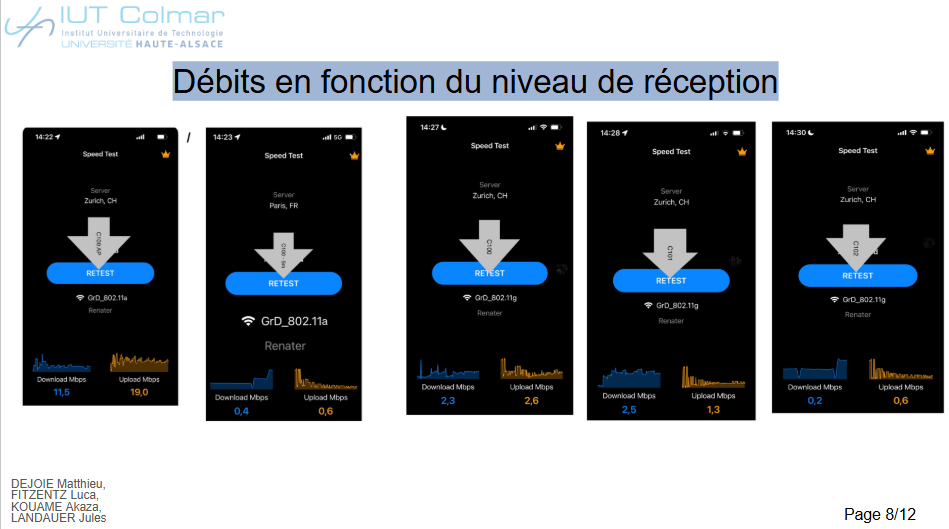 IUT Colmar
Institut Universitaire de Technologie
UNIVERSITÉ HAUTE-ALSACE
Débits en fonction du niveau de réception
14:22
Speed Test
Server
Zurich, CH
C109 AP
RETEST
GrD_802.11a
Renater
Download Mbps
Upload Mbps
11,5
19,0
/
14:23
5G
Speed Test
Server
Paris, FR
RETEST
GrD_802.11a
Renater
Download Mbps
Upload Mbps
0,4
0,6
14:27
Speed Test
Server
Zurich, CH
C100
RETEST
GrD_802.11g
Renater
Download Mbps
Upload Mbps
2,3
2,6
14:28
Speed Test
Server
Zurich, CH
C101
RETEST
GrD_802.11g
Renater
Download Mbps
Upload Mbps
2,5
1,3
14:30
Speed Test
Server
Zurich, CH
C102
RETEST
GrD_802.11g
Renater
Download Mbps
Upload Mbps
0,2
0,6
DEJOIE Matthieu,
FITZENTZ Luca,
KOUAME Akaza,
LANDAUER Jules
Page 8/12